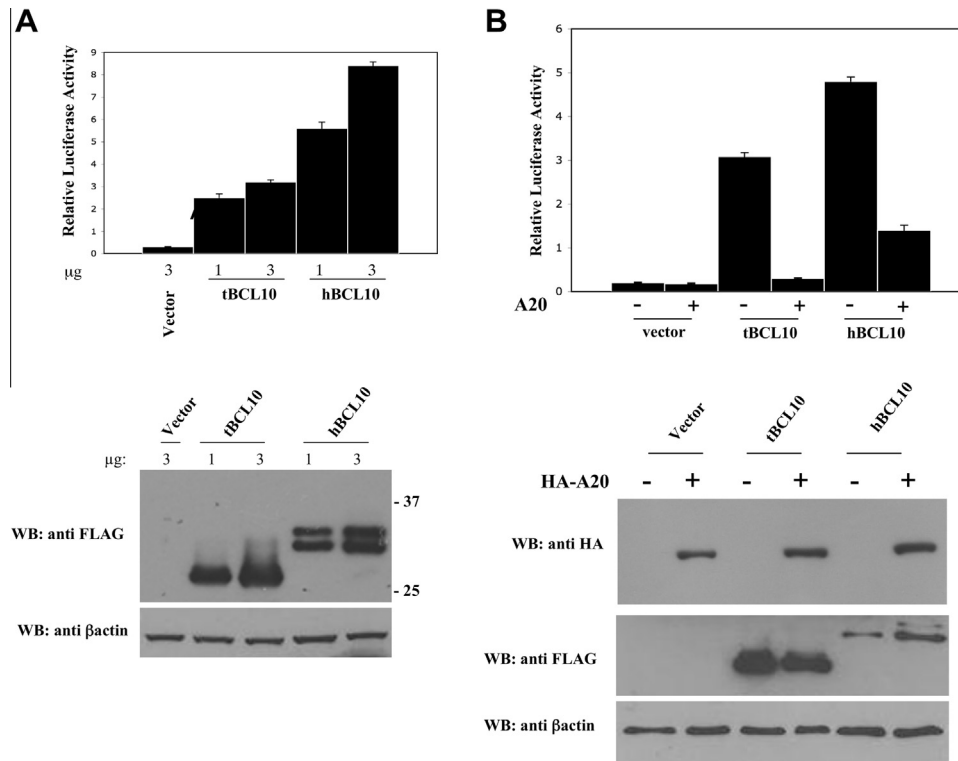 A
Relative Luciferase Activity
9
8
7
6
5
4
3
2
1
0
µg 3 1 3 1 3
Vector tBCL10 hBCL10
Vector tBCL10 hBCL10
µg: 3 1 3 1 3
- 37
WB: anti FLAG
- 25
WB: anti βactin
B
Relative Luciferase Activity
6
5
4
3
2
1
0
A20 - + - + - +
vector tBCL10 hBCL10
Vector tBCL10 hBCL10
HA-A20 - + - + - +
WB: anti HA
WB: anti FLAG
WB: anti βactin